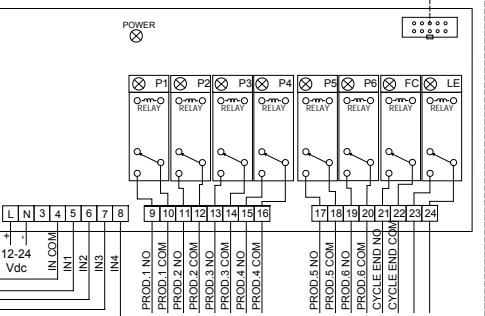 POWER
P1 P2 P3 P4 P5 P6 FC LE
RELAY RELAY RELAY RELAY RELAY RELAY RELAY RELAY
L N 3 4 5 6 7 8 9 10 11 12 13 14 15 16 17 18 19 20 21 22 23 24
+ -
12-24
Vdc
IN COM
IN1
IN2
IN3
IN4
PROD.1 NO
PROD.1 COM
PROD.2 NO
PROD.2 COM
PROD.3 NO
PROD.3 COM
PROD.4 NO
PROD.4 COM
PROD.5 NO
PROD.5 COM
PROD.6 NO
PROD.6 COM
CYCLE END NO
CYCLE END COM